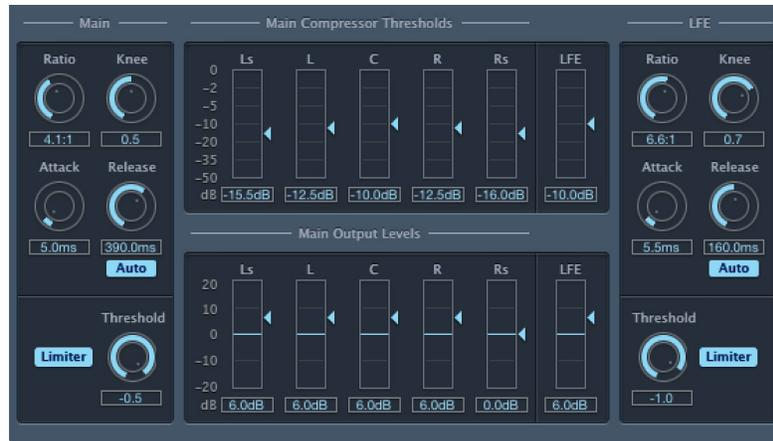 Main
Main Compressor Thresholds
LFE
Ratio Knee
4.1:1 0.5
Attack Release
5.0ms 390.0ms
Auto
Threshold
Limiter
-0.5
Ls L C R Rs LFE
0
-2
-5
-10
-20
-35
-50
dB -15.5dB -12.5dB -10.0dB -12.5dB -16.0dB -10.0dB
Main Output Levels
Ls L C R Rs LFE
20
10
0
-10
-20
dB 6.0dB 6.0dB 6.0dB 6.0dB 0.0dB 6.0dB
Ratio Knee
6.6:1 0.7
Attack Release
5.5ms 160.0ms
Auto
Threshold
Limiter
-1.0